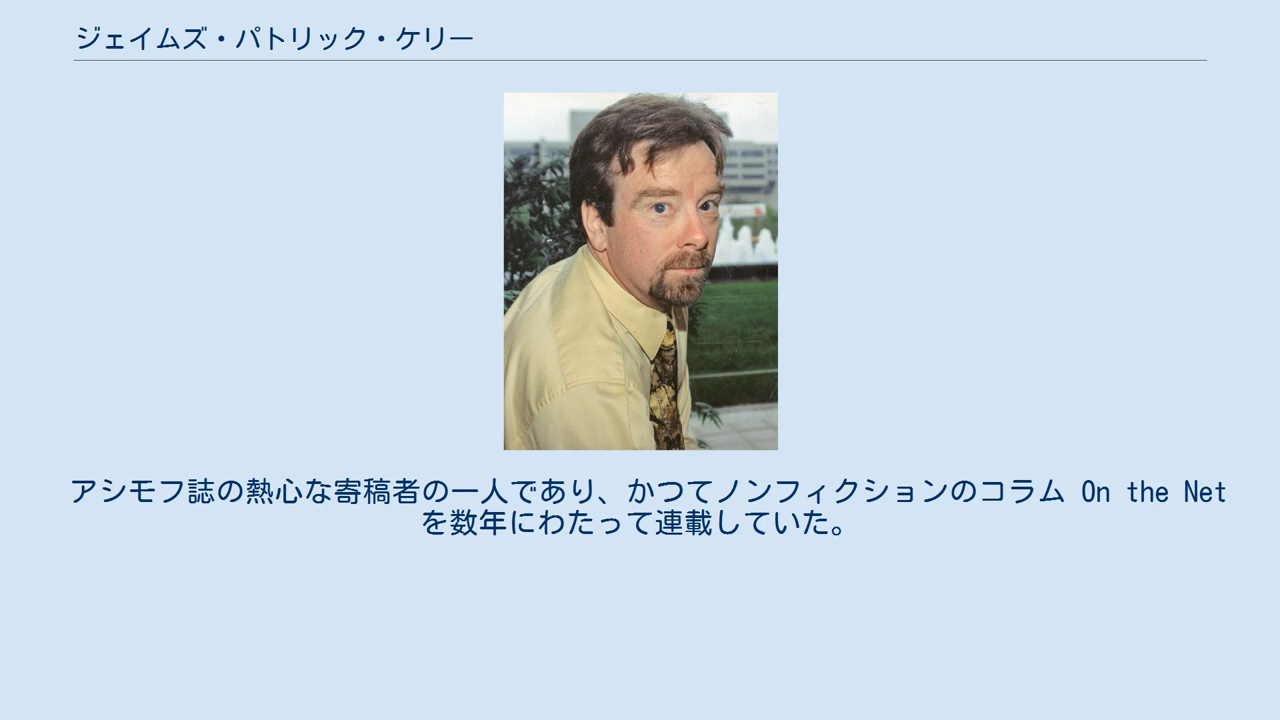 ジェイムズ・パトリック・ケリー
アシモフ誌の熱心な寄稿者の一人であり、かつてノンフィクションのコラム On the Net
を数年にわたって連載していた。